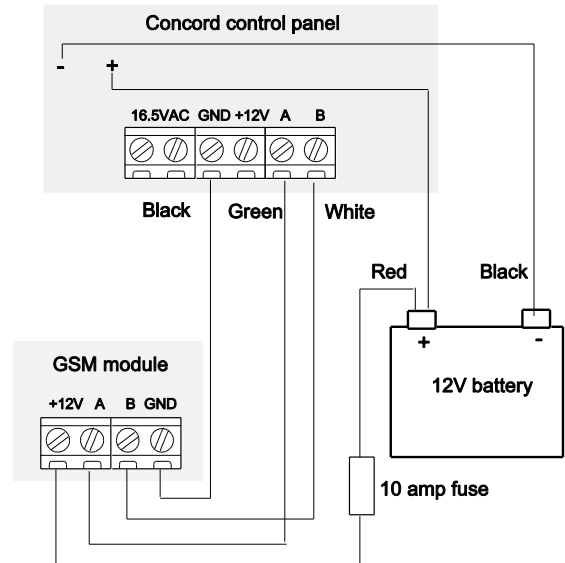 Concord control panel
- +
16.5VAC GND +12V A B
Black Green White
Red Black
+ -
12V battery
GSM module
+12V A B GND
10 amp fuse